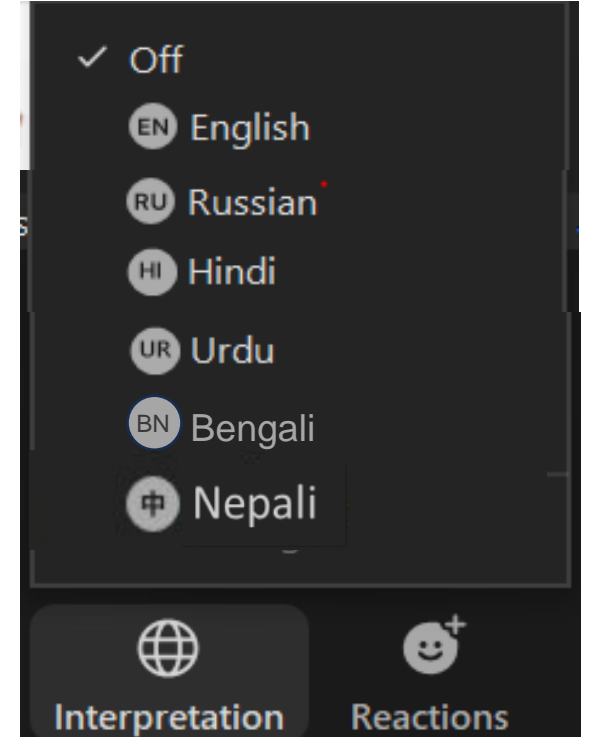 Off
EN English
RU Russian
HI Hindi
UR Urdu
BN Bengali
中 Nepali
Interpretation Reactions